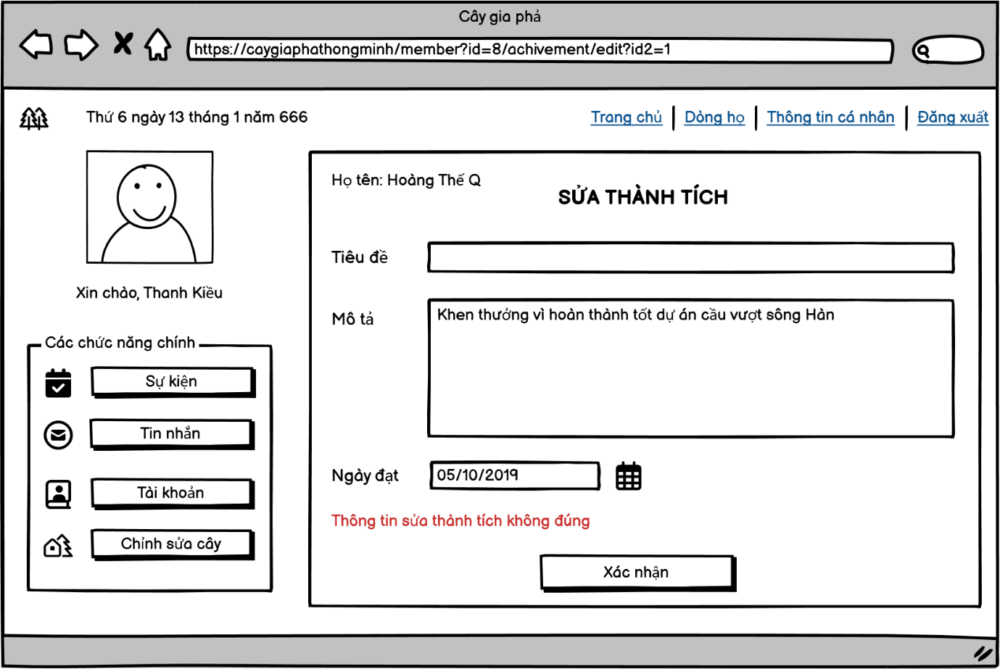 Cây gia phả
https://caygiaphathongminh/member?id=8/achivement/edit?id2=1
Thứ 6 ngày 13 tháng 1 năm 666
Trang chủ
Dòng họ
Thông tin cá nhân
Đăng xuất
Xin chào, Thanh Kiều
Các chức năng chính
Sự kiện
Tin nhắn
Tài khoản
Chỉnh sửa cây
Họ tên: Hoàng Thế Q
SỬA THÀNH TÍCH
Tiêu đề
Mô tả
Khen thưởng vì hoàn thành tốt dự án cầu vượt sông Hàn
Ngày đạt
05/10/2019
Thông tin sửa thành tích không đúng
Xác nhận